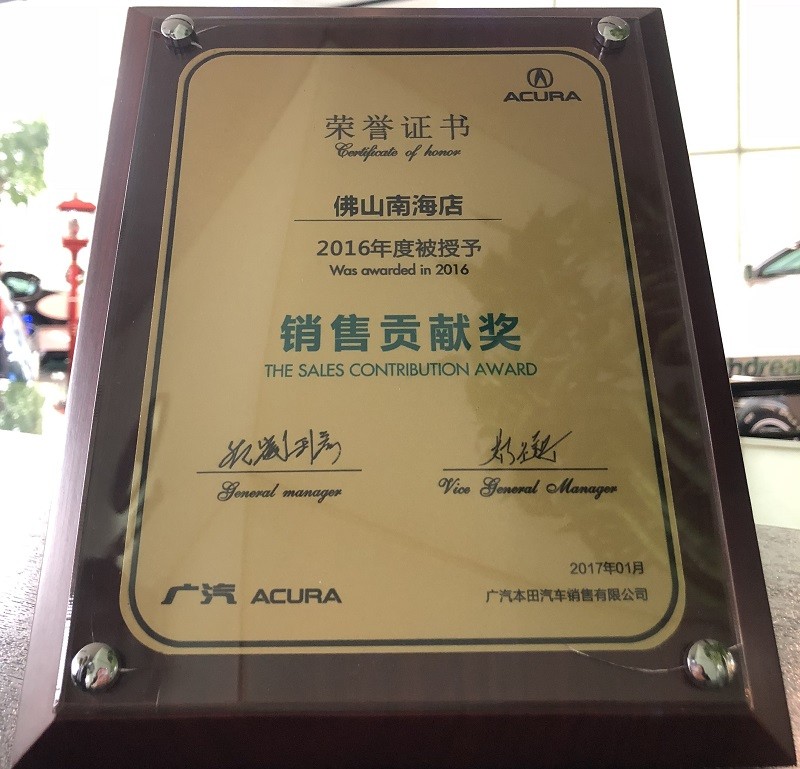 ACURA
荣誉证书
Certificate of honor
佛山南海店
2016年度被授予
Was awarded in 2016
销售贡献奖
THE SALES CONTRIBUTION AWARD
General manager
Vice General Manager
2017年01月
广汽 ACURA
广汽本田汽车销售有限公司